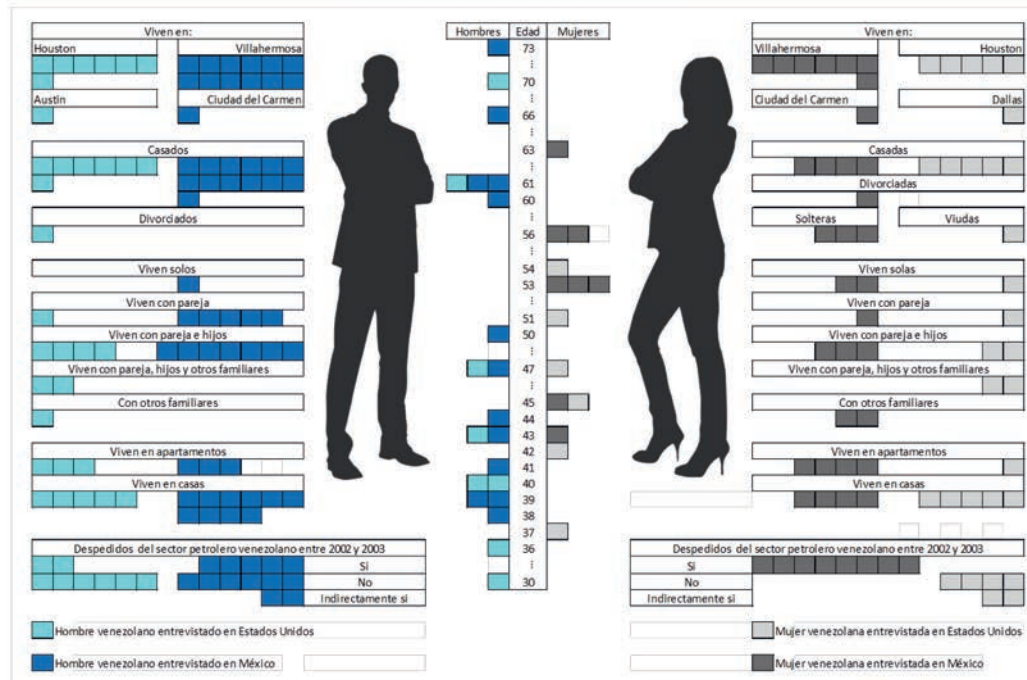 Viven en:
Houston Villahermosa
Austin Ciudad del Carmen
Casados
Divorciados
Viven solos
Viven con pareja
Viven con pareja e hijos
Viven con pareja, hijos y otros familiares
Con otros familiares
Viven en apartamentos
Viven en casas
Despedidos del sector petrolero venezolano entre 2002 y 2003
Si
No
Indirectamente si
Hombre venezolano entrevistado en Estados Unidos
Hombre venezolano entrevistado en México
Hombres Edad Mujeres
73
⋮
70
⋮
66
⋮
63
⋮
61
60
⋮
56
⋮
54
53
⋮
51
50
⋮
47
⋮
45
44
43
42
41
40
39
38
37
36
⋮
30
Viven en:
Villahermosa Houston
Ciudad del Carmen Dallas
Casadas
Divorciadas
Solteras Viudas
Viven solas
Viven con pareja
Viven con pareja e hijos
Viven con pareja, hijos y otros familiares
Con otros familiares
Viven en apartamentos
Viven en casas
Despedidos del sector petrolero venezolano entre 2002 y 2003
Si
No
Indirectamente si
Mujer venezolana entrevistada en Estados Unidos
Mujer venezolana entrevistada en México